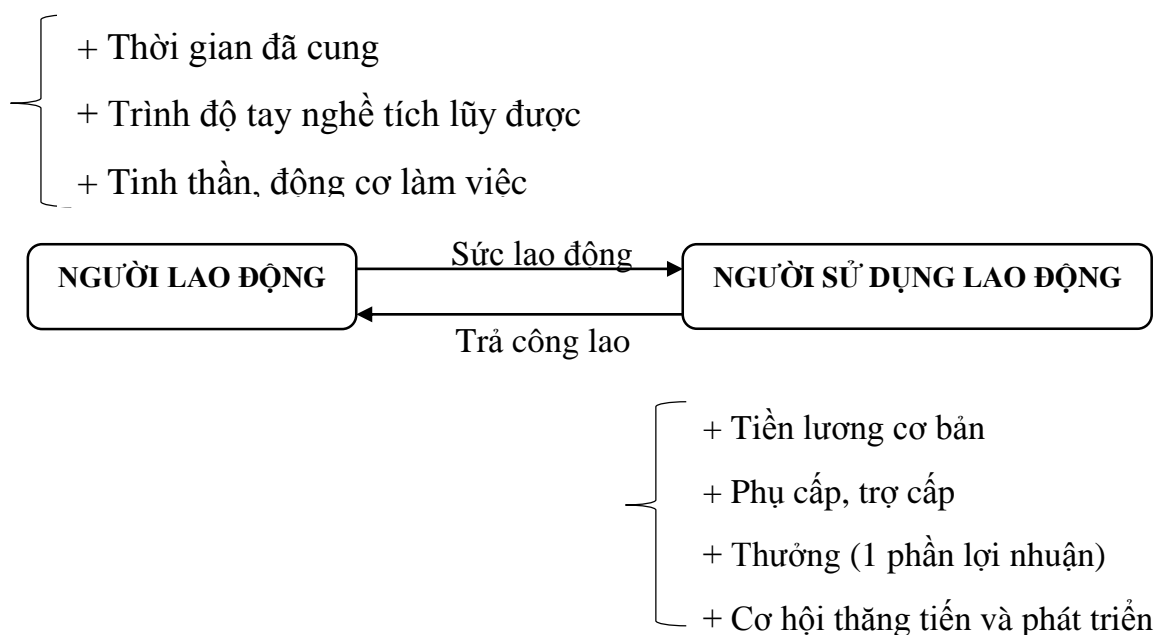 + Thời gian đã cung
+ Trình độ tay nghề tích lũy được
+ Tinh thần, động cơ làm việc
Sức lao động
NGƯỜI LAO ĐỘNG
NGƯỜI SỬ DỤNG LAO ĐỘNG
Trả công lao
+ Tiền lương cơ bản
+ Phụ cấp, trợ cấp
+ Thưởng (1 phần lợi nhuận)
+ Cơ hội thăng tiến và phát triển